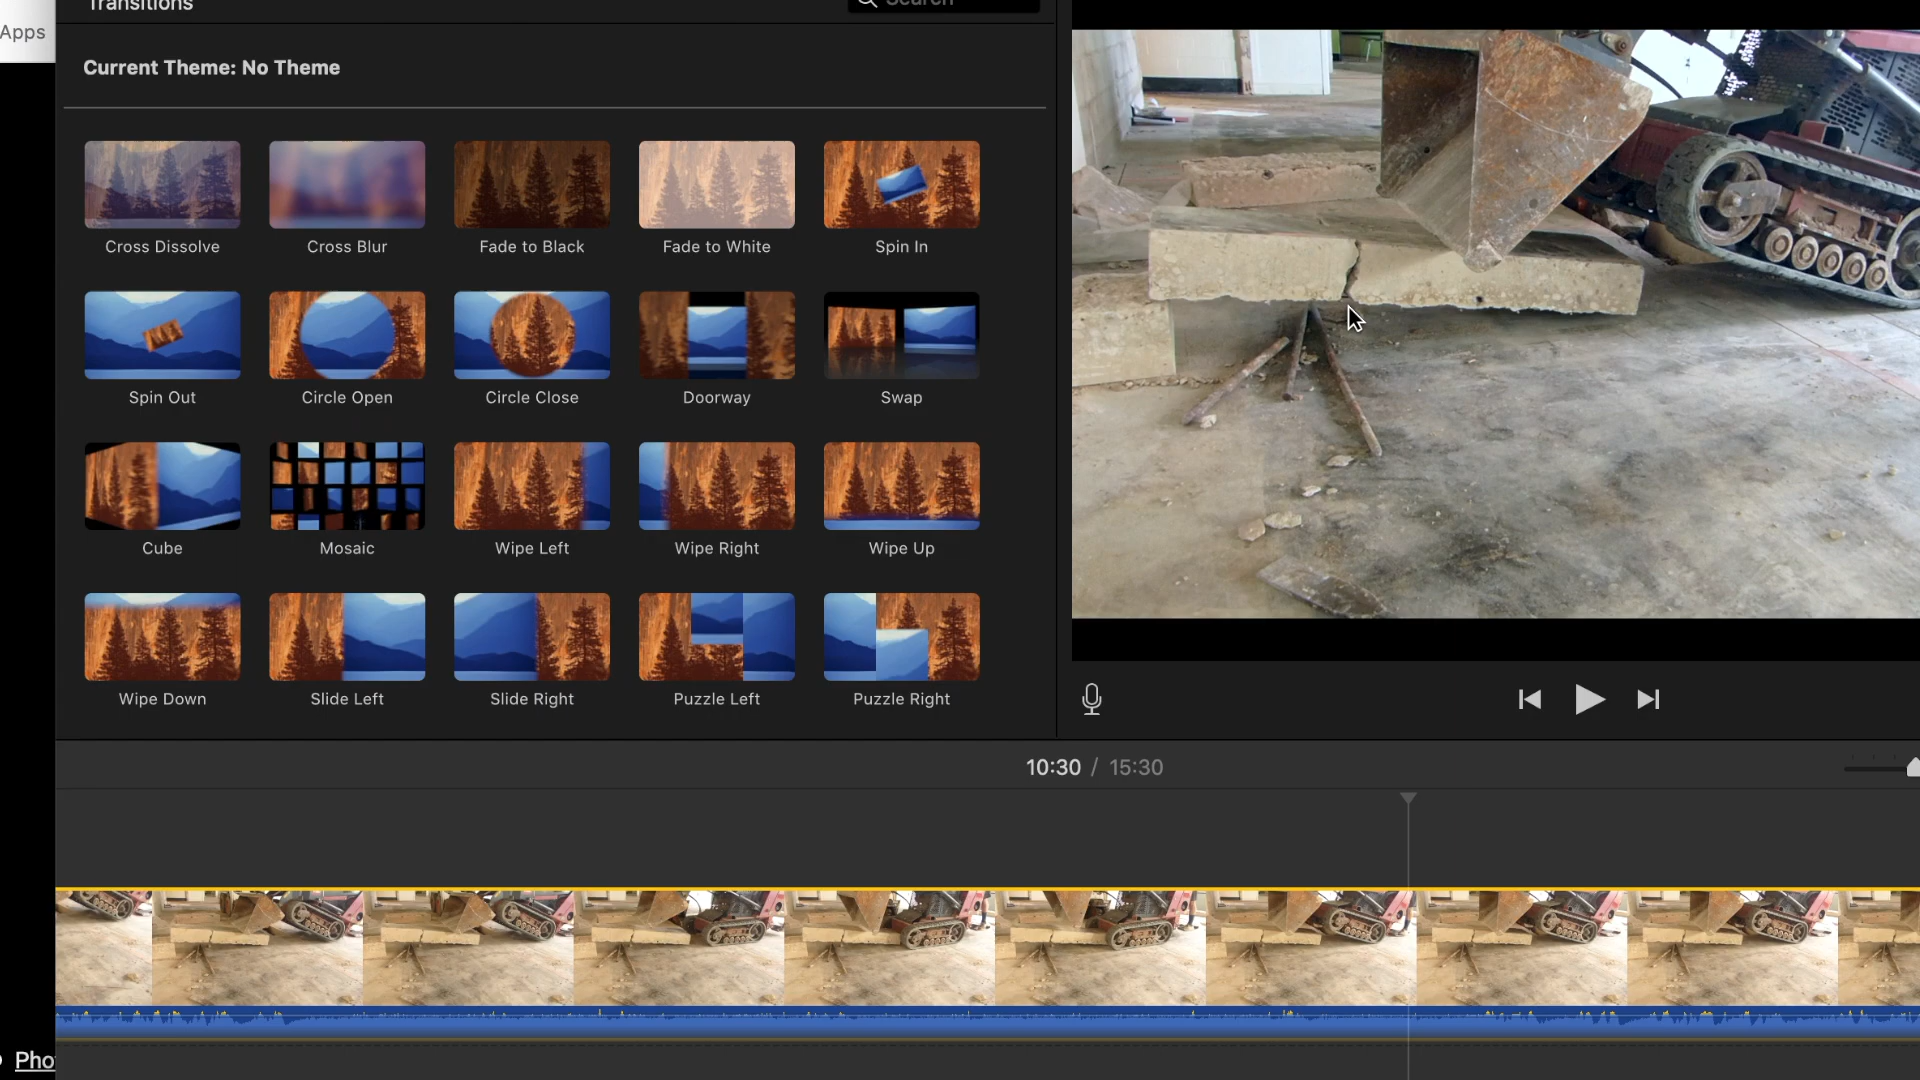 Transitions
Search
Apps
Current Theme: No Theme
Cross Dissolve
Cross Blur
Fade to Black
Fade to White
Spin In
Spin Out
Circle Open
Circle Close
Doorway
Swap
Cube
Mosaic
Wipe Left
Wipe Right
Wipe Up
Wipe Down
Slide Left
Slide Right
Puzzle Left
Puzzle Right
10:30 / 15:30
Pho